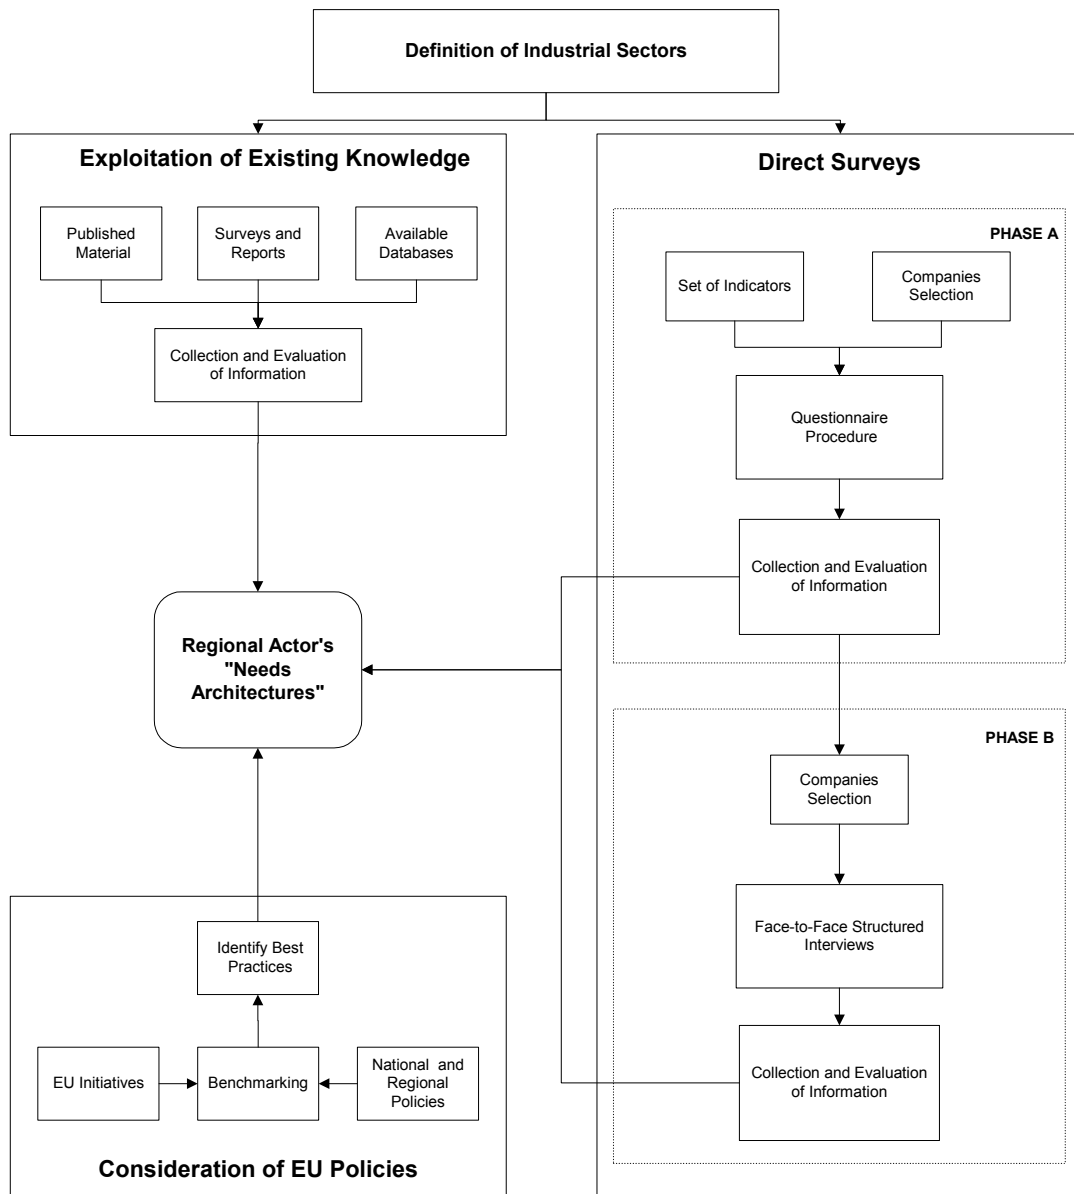 Definition of Industrial Sectors
Exploitation of Existing Knowledge
Published
Material
Surveys and
Reports
Available
Databases
Collection and Evaluation
of Information
Direct Surveys
PHASE A
Set of Indicators
Companies
Selection
Questionnaire
Procedure
Collection and Evaluation
of Information
Regional Actor's
"Needs
Architectures"
PHASE B
Companies
Selection
Face-to-Face Structured
Interviews
Collection and Evaluation
of Information
Identify Best
Practices
EU Initiatives
Benchmarking
National and
Regional
Policies
Consideration of EU Policies